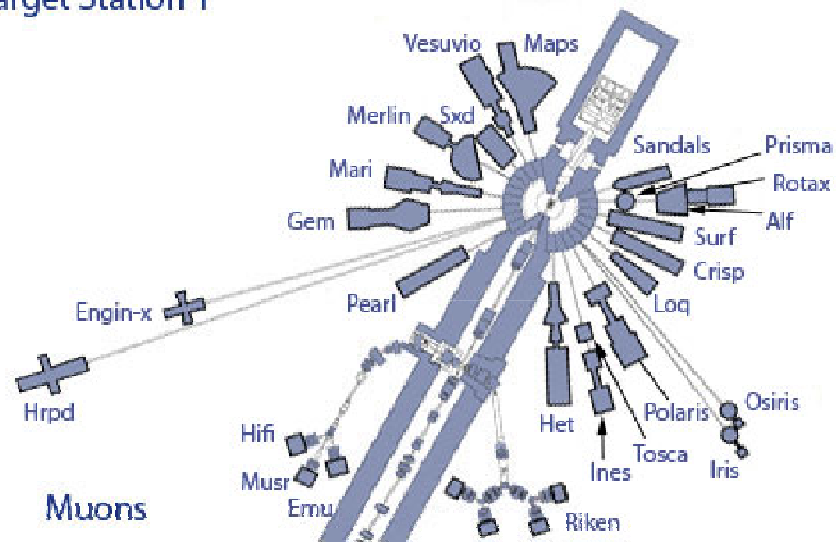 arget Station 1
Vesuvio
Maps
Merlin
Sxd
Sandals
Prisma
Mari
Rotax
Gem
Alf
Surf
Crisp
Pearl
Loq
Engin-x
Hrpd
Osiris
Polaris
Het
Hifi
Tosca
Iris
Ines
Musr
Emu
Muons
Riken